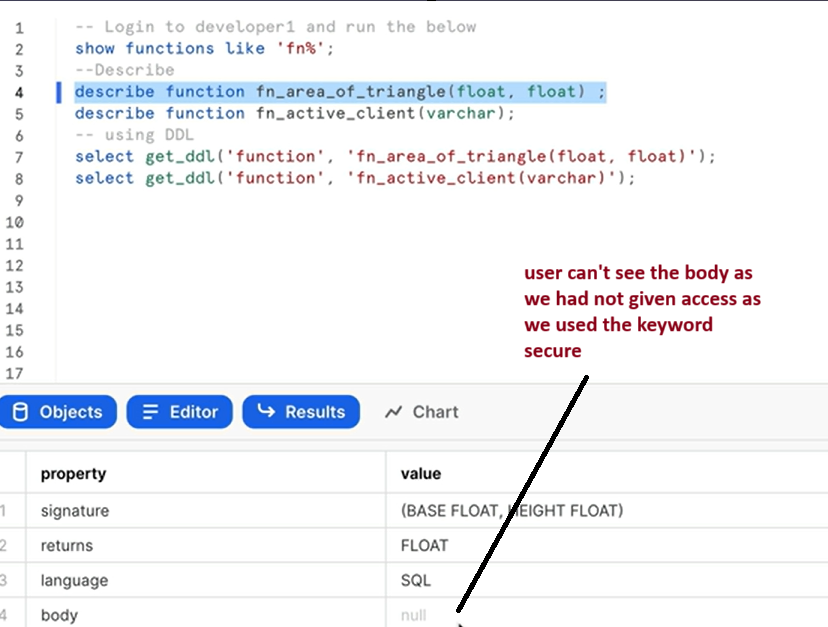 1 -- Login to developer1 and run the below
2 show functions like 'fn%';
3 --Describe
4 describe function fn_area_of_triangle(float, float) ;
5 describe function fn_active_client(varchar);
6 -- using DDL
7 select get_ddl('function', 'fn_area_of_triangle(float, float)');
8 select get_ddl('function', 'fn_active_client(varchar)');
9
10
11
12
13
14
15
16
17
user can't see the body as
we had not given access as
we used the keyword
secure
Objects Editor Results Chart
property value
1 signature (BASE FLOAT, HEIGHT FLOAT)
2 returns FLOAT
3 language SQL
4 body null